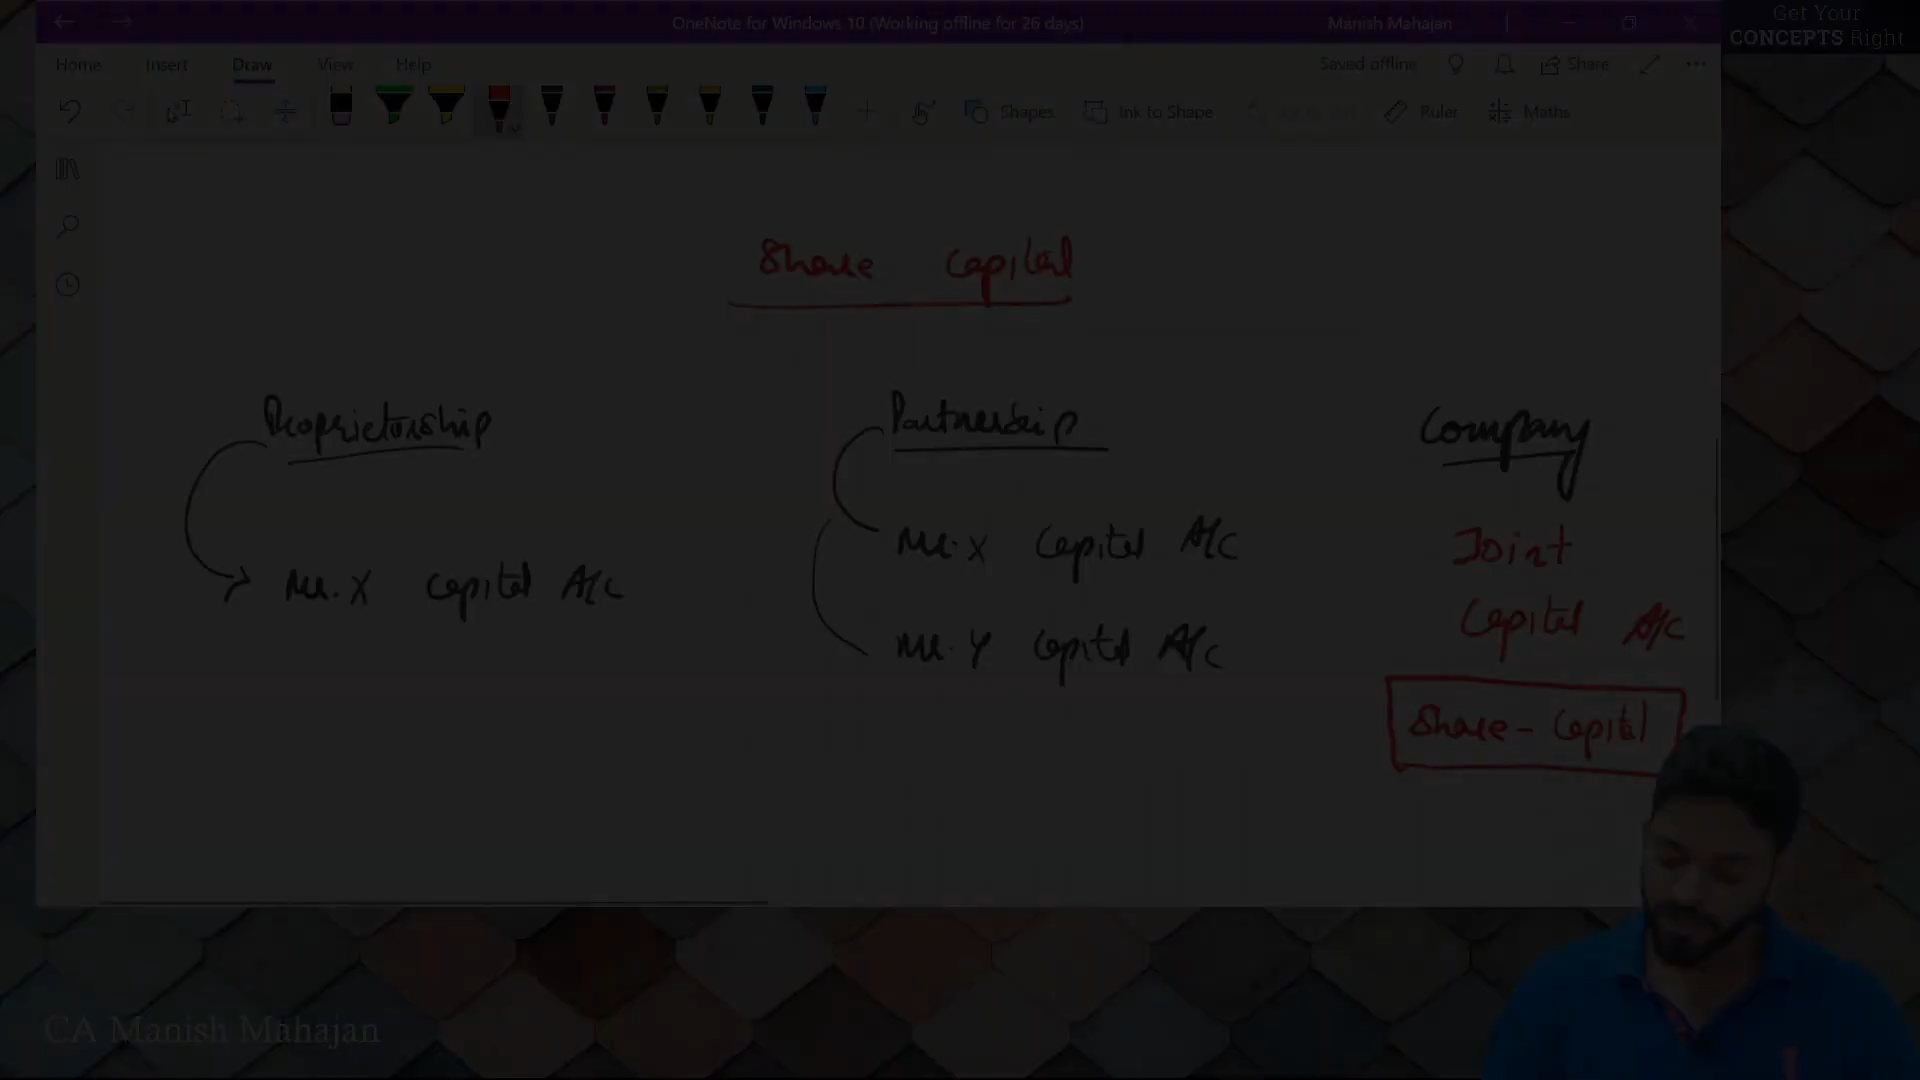 OneNote for Windows 10 (Working offline for 26 days)
Manish Mahajan
Get Your
CONCEPTS Right
Home Insert Draw View Help
Saved offline
Share
Shapes
Ink to Shape
Ruler
Maths
Share Capital
Proprietorship
Partnership
Company
Mr. X Capital A/c
Mr. X Capital A/c
Mr. Y Capital A/c
Joint
Capital A/c
Share - Capital
CA Manish Mahajan